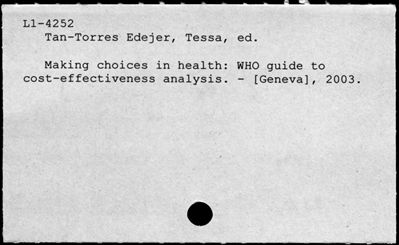 L1-4252
Tan-Torres Edejer, Tessa, ed.
Making choices in health: WHO guide to
cost-effectiveness analysis. - [Geneva], 2003.